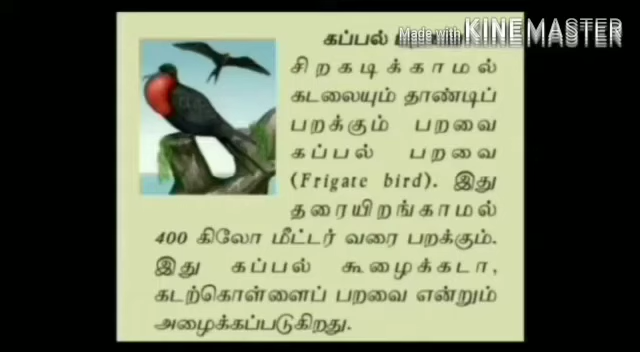 Made with KINEMASTER
கப்பல்
சிறகடிக்காமல்
கடலையும் தாண்டிப்
பறக்கும் பறவை
கப்பல் பறவை
(Frigate bird). இது
தரையிறங்காமல்
400 கிலோ மீட்டர் வரை பறக்கும்.
இது கப்பல் கூழைக்கடா,
கடற்கொள்ளைப் பறவை என்றும்
அழைக்கப்படுகிறது.